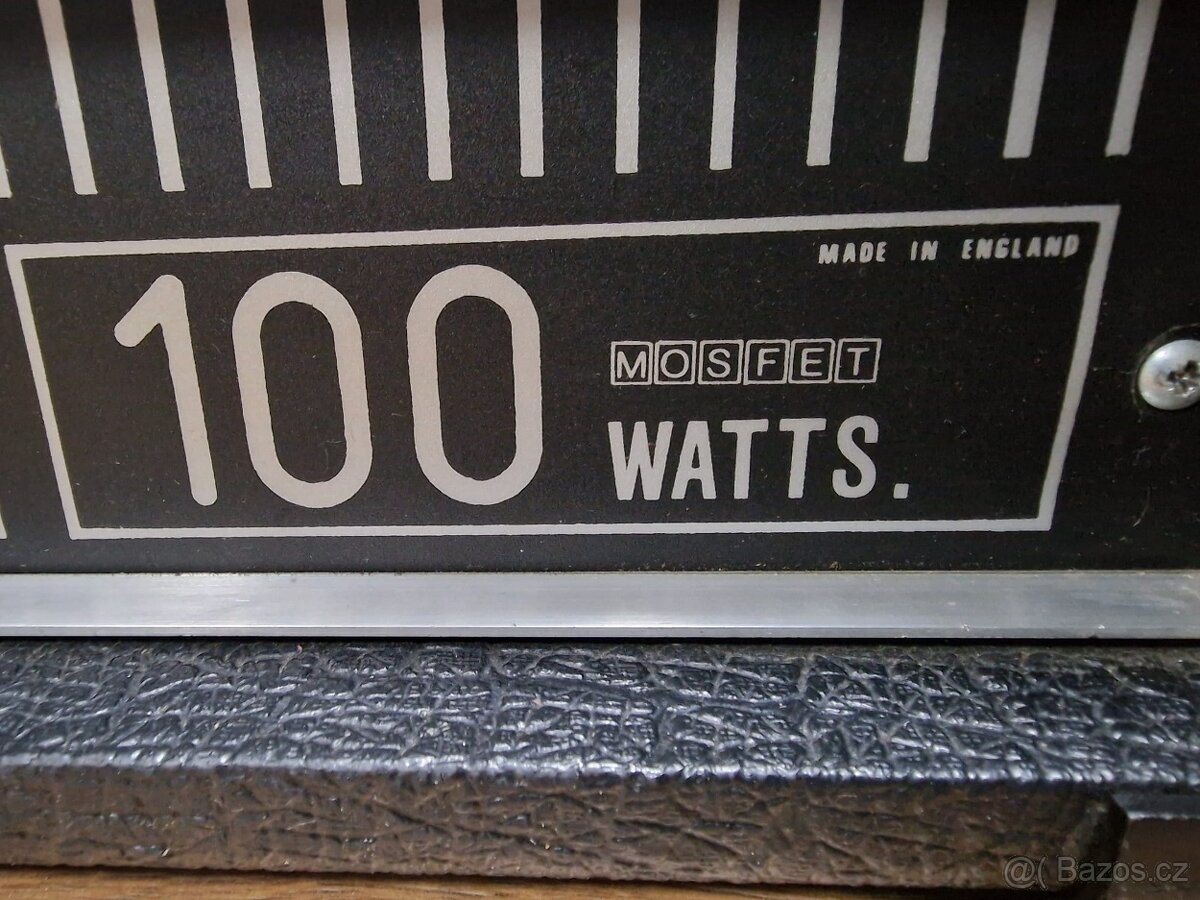 MADE IN ENGLAND
100 MOSFET
WATTS.
@( Bazos.cz